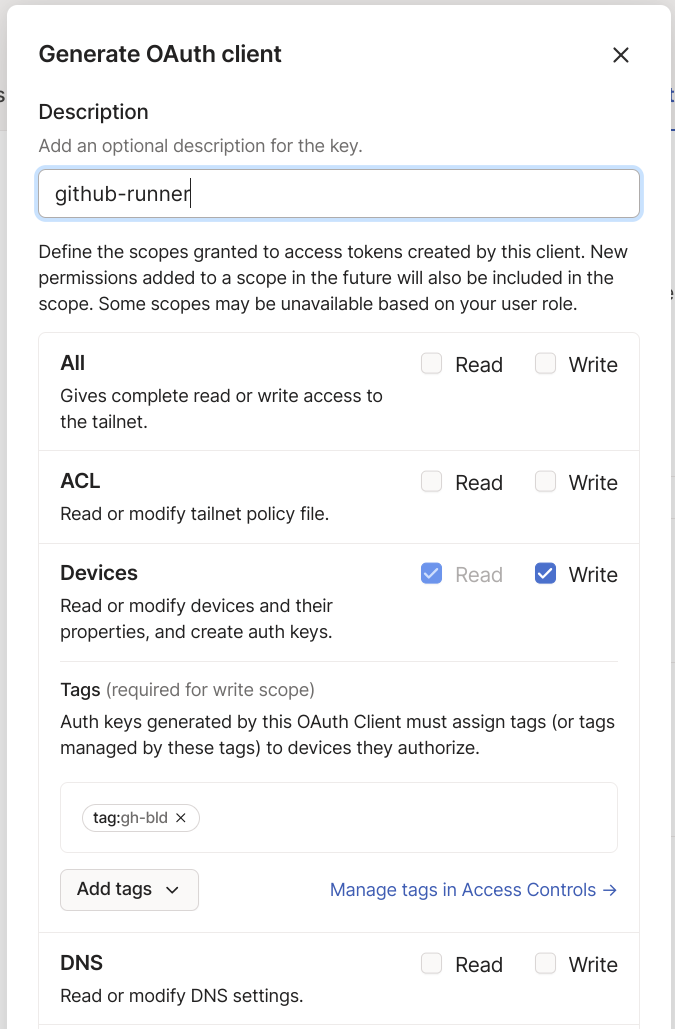 Generate OAuth client
Description
Add an optional description for the key.
github-runner
Define the scopes granted to access tokens created by this client. New
permissions added to a scope in the future will also be included in the
scope. Some scopes may be unavailable based on your user role.
All
Read
Write
Gives complete read or write access to
the tailnet.
ACL
Read
Write
Read or modify tailnet policy file.
Devices
Read
Write
Read or modify devices and their
properties, and create auth keys.
Tags (required for write scope)
Auth keys generated by this OAuth Client must assign tags (or tags
managed by these tags) to devices they authorize.
tag:gh-bld ×
Add tags
Manage tags in Access Controls →
DNS
Read
Write
Read or modify DNS settings.